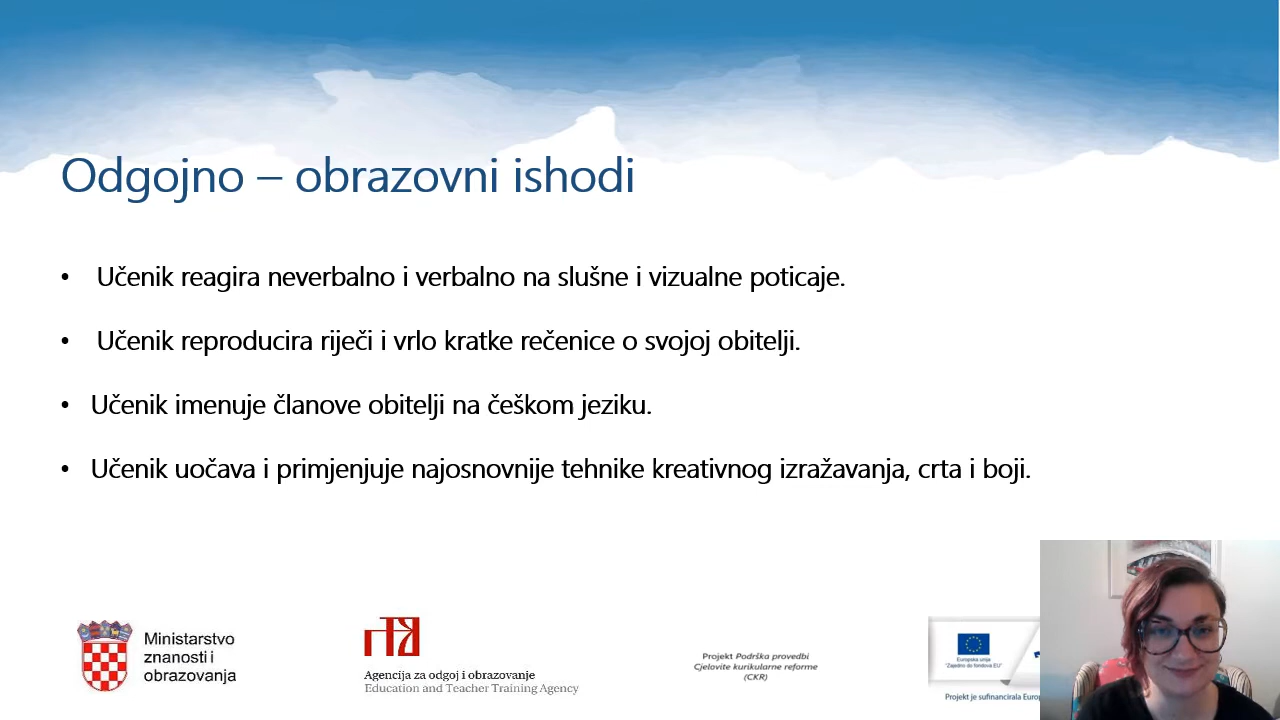 Odgojno – obrazovni ishodi
• Učenik reagira neverbalno i verbalno na slušne i vizualne poticaje.
• Učenik reproducira riječi i vrlo kratke rečenice o svojoj obitelji.
• Učenik imenuje članove obitelji na češkom jeziku.
• Učenik uočava i primjenjuje najosnovnije tehnike kreativnog izražavanja, crta i boji.
Ministarstvo
znanosti i
obrazovanja
Agencija za odgoj i obrazovanje
Education and Teacher Training Agency
Projekt Podrška provedbi
Cjelovite kurikularne reforme
(CKR)
Europska unija
"Zajedno do fondova EU"
Projekt je sufinancirala